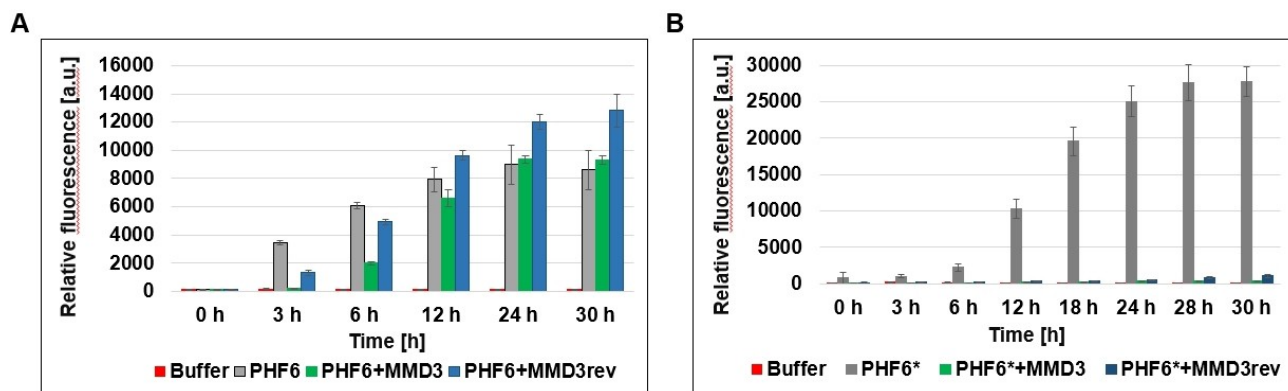 A
Relative fluorescence [a.u.]
16000
14000
12000
10000
8000
6000
4000
2000
0
0 h 3 h 6 h 12 h 24 h 30 h
Time [h]
Buffer PHF6 PHF6+MMD3 PHF6+MMD3rev
B
Relative fluorescence [a.u.]
30000
25000
20000
15000
10000
5000
0
0 h 3 h 6 h 12 h 18 h 24 h 28 h 30 h
Time [h]
Buffer PHF6* PHF6*+MMD3 PHF6*+MMD3rev